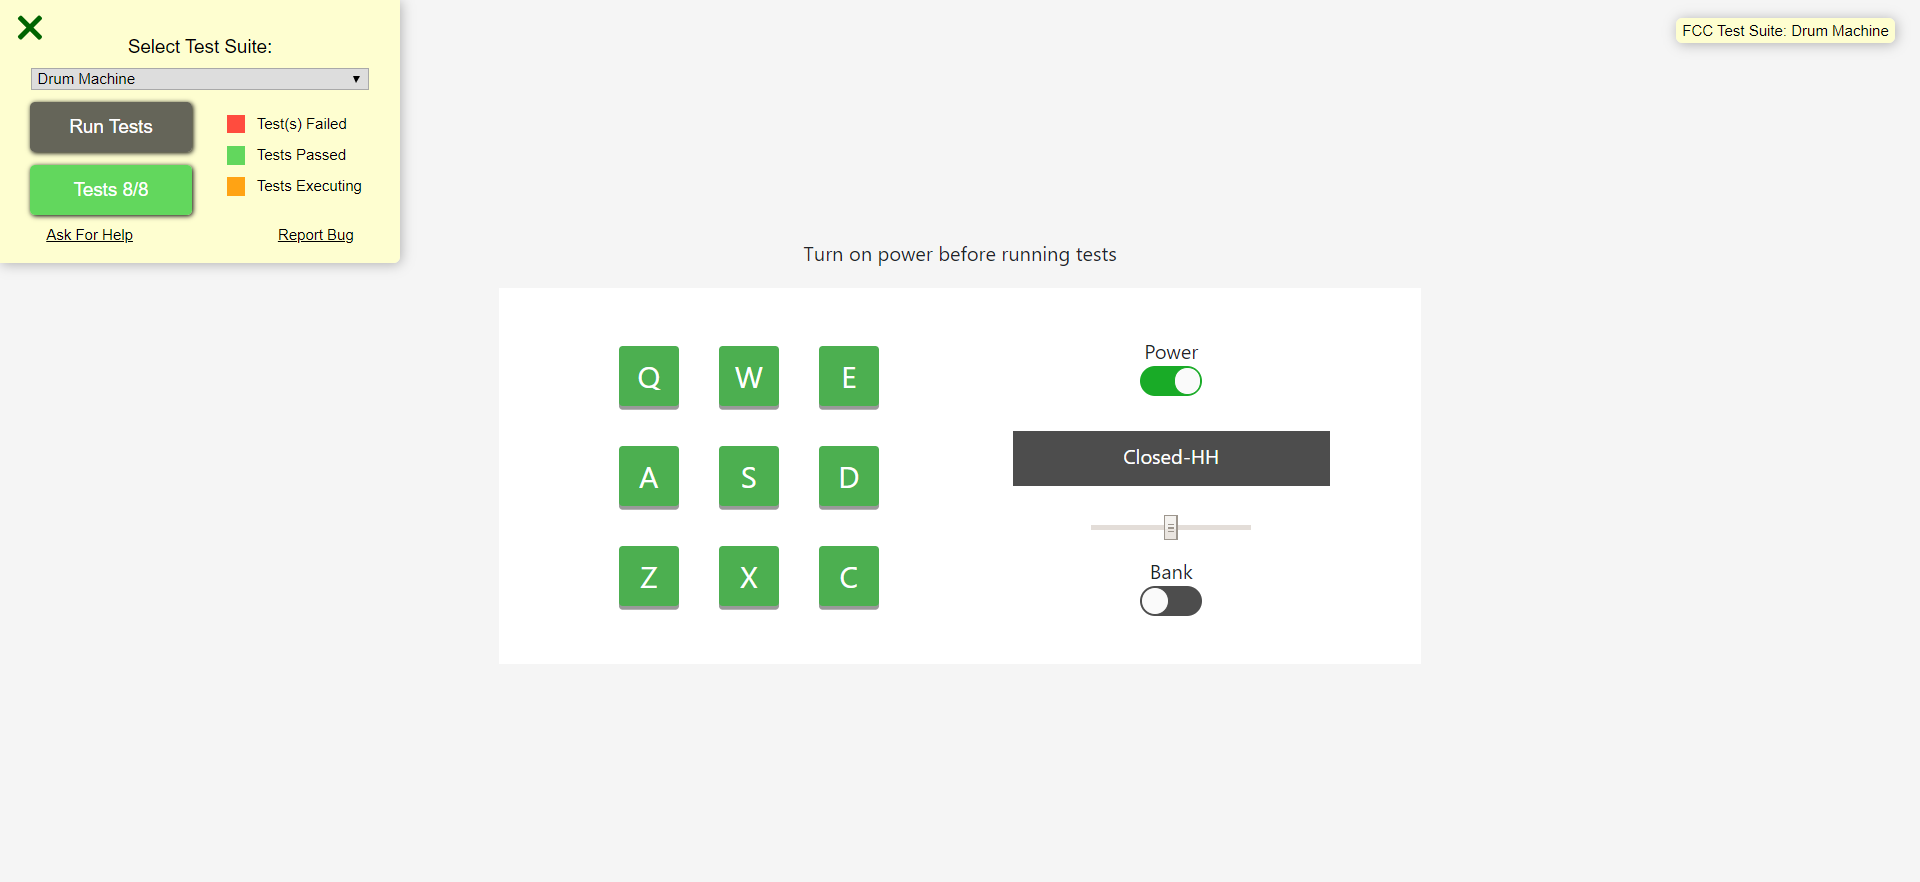 Select Test Suite:
Drum Machine
Run Tests
Tests 8/8
Test(s) Failed
Tests Passed
Tests Executing
Ask For Help
Report Bug
FCC Test Suite: Drum Machine
Turn on power before running tests
Q W E
A S D
Z X C
Power
Closed-HH
Bank